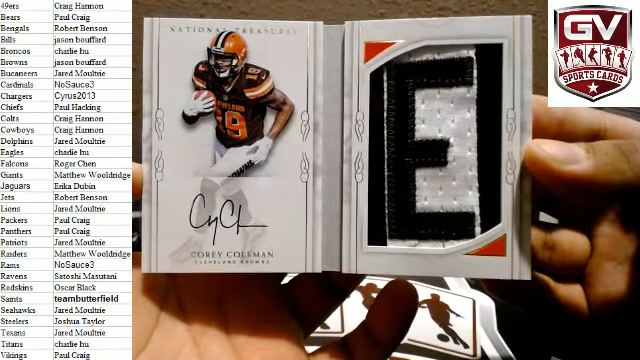 49ers Craig Hannon
Bears Paul Craig
Bengals Robert Benson
Bills jason bouffard
Broncos charlie hu
Browns jason bouffard
Bucaneers Jared Moultrie
Cardinals NoSauce3
Chargers Cyrus2013
Chiefs Paul Hacking
Colts Craig Hannon
Cowboys Craig Hannon
Dolphins Jared Moultrie
Eagles charlie hu
Falcons Roger Chen
Giants Matthew Wooldridge
Jaguars Erika Dubin
Jets Robert Benson
Lions Jared Moultrie
Packers Paul Craig
Panthers Paul Craig
Patriots Jared Moultrie
Raiders Matthew Wooldridge
Rams NoSauce3
Ravens Satoshi Masutani
Redskins Oscar Black
Saints teambutterfield
Seahawks Jared Moultrie
Steelers Joshua Taylor
Texans Jared Moultrie
Titans charlie hu
Vikings Paul Craig
NATIONAL TREASURES
19
COREY COLEMAN
CLEVELAND BROWNS
E
GV
SPORTS CARDS